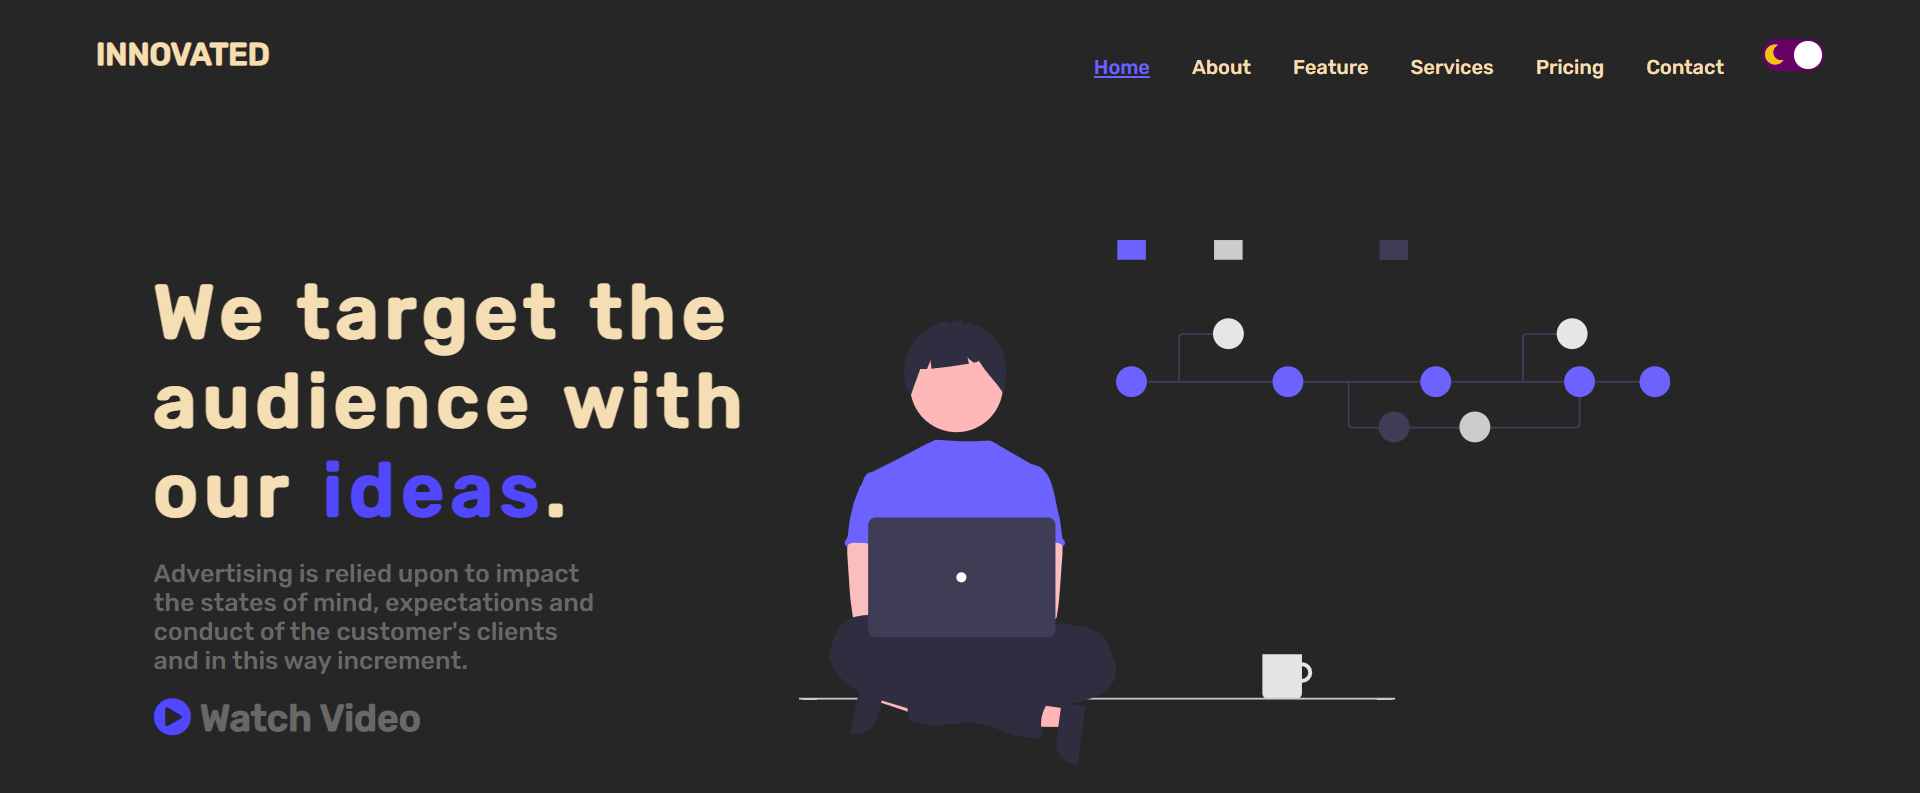 INNOVATED
Home About Feature Services Pricing Contact
We target the
audience with
our ideas.
Advertising is relied upon to impact
the states of mind, expectations and
conduct of the customer's clients
and in this way increment.
Watch Video